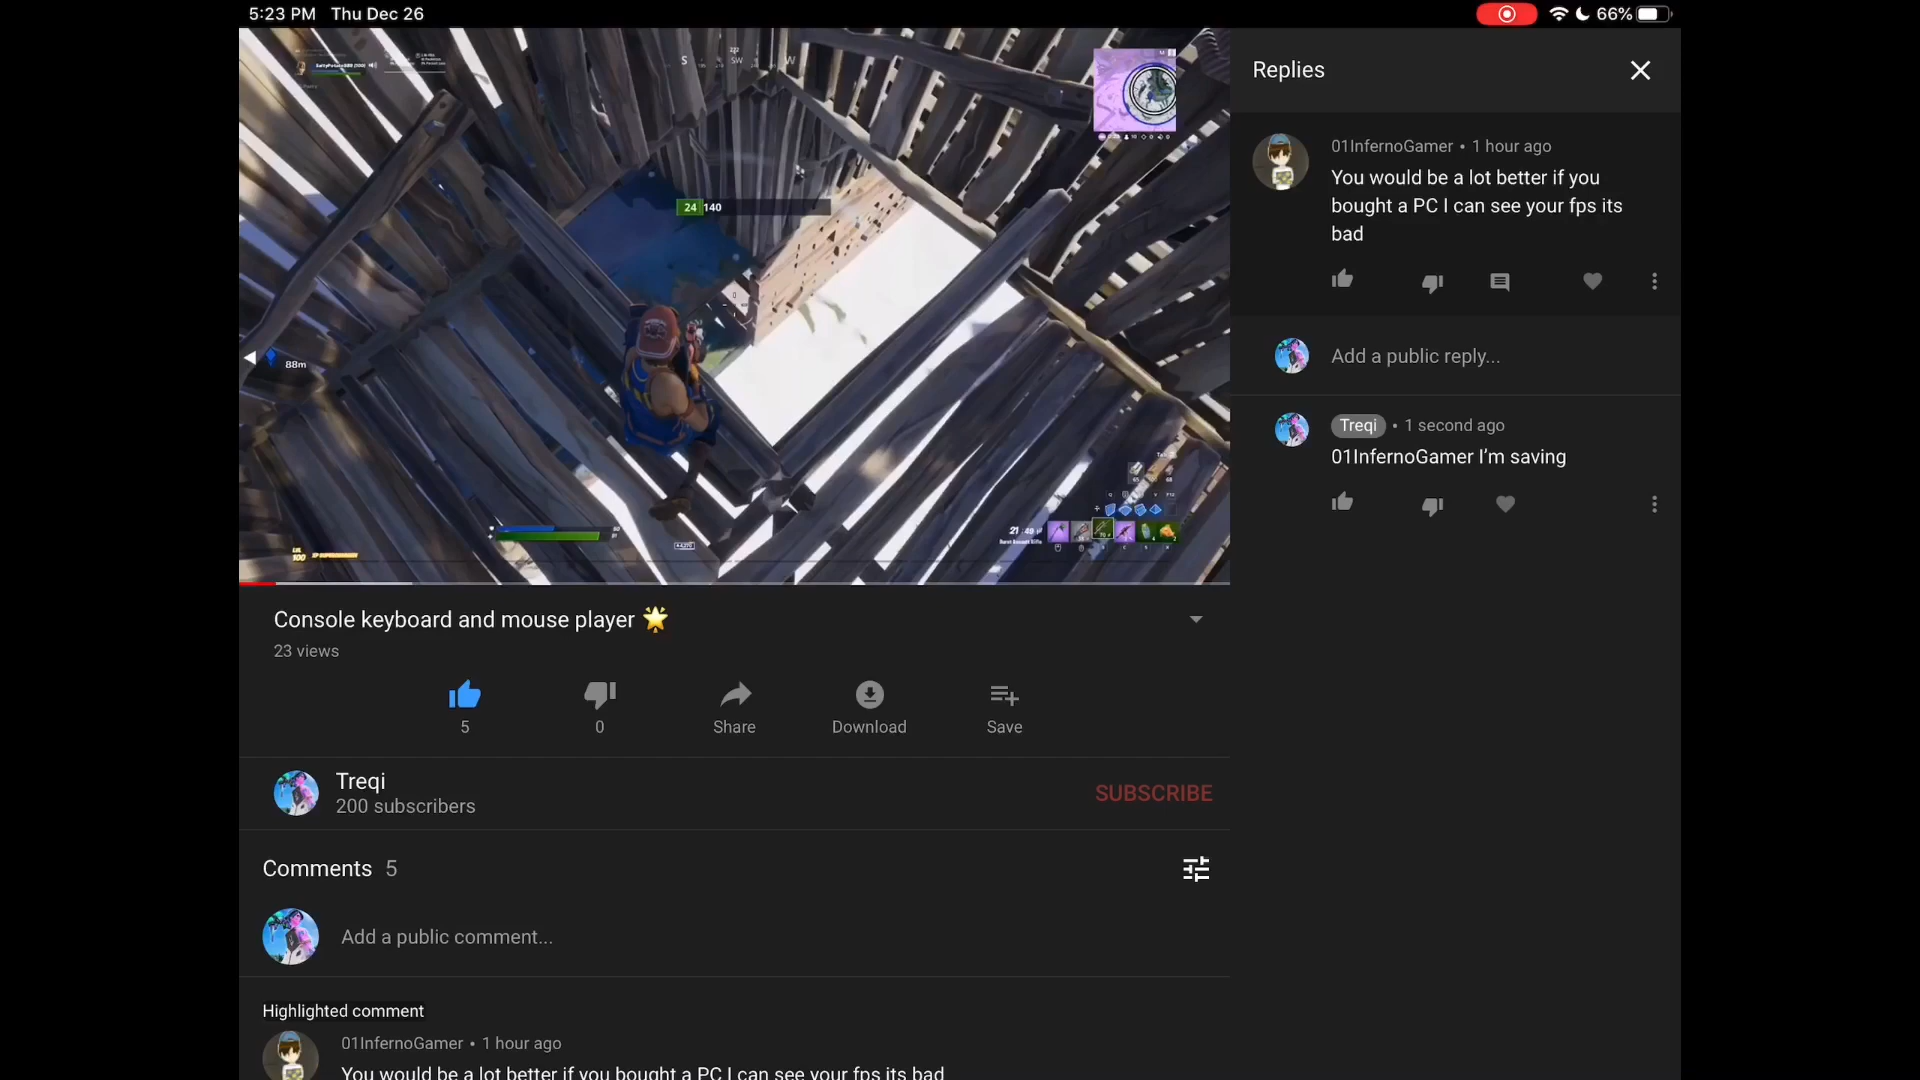 5:23 PM Thu Dec 26
66%
S SW W
24 140
88m
21
LVL
100
Replies
01InfernoGamer • 1 hour ago
You would be a lot better if you
bought a PC I can see your fps its
bad
Add a public reply...
Treqi • 1 second ago
01InfernoGamer I'm saving
Console keyboard and mouse player 🌟
23 views
5
0
Share
Download
Save
Treqi
200 subscribers
SUBSCRIBE
Comments 5
Add a public comment...
Highlighted comment
01InfernoGamer • 1 hour ago
You would be a lot better if you bought a PC I can see your fps its bad